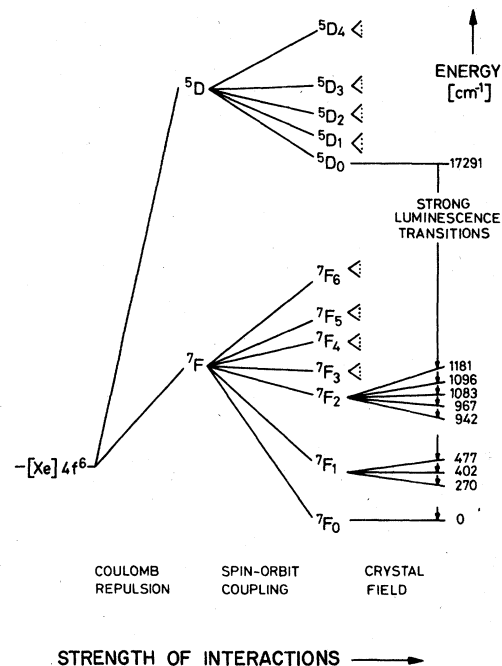 ⁵D₄
ENERGY
[cm⁻¹]
⁵D
⁵D₃
⁵D₂
⁵D₁
⁵D₀
17291
STRONG
LUMINESCENCE
TRANSITIONS
⁷F₆
⁷F₅
⁷F₄
⁷F
⁷F₃
⁷F₂
1181
1096
1083
967
942
-[Xe] 4f⁶
⁷F₁
477
402
270
⁷F₀
0
COULOMB
REPULSION
SPIN-ORBIT
COUPLING
CRYSTAL
FIELD
STRENGTH OF INTERACTIONS